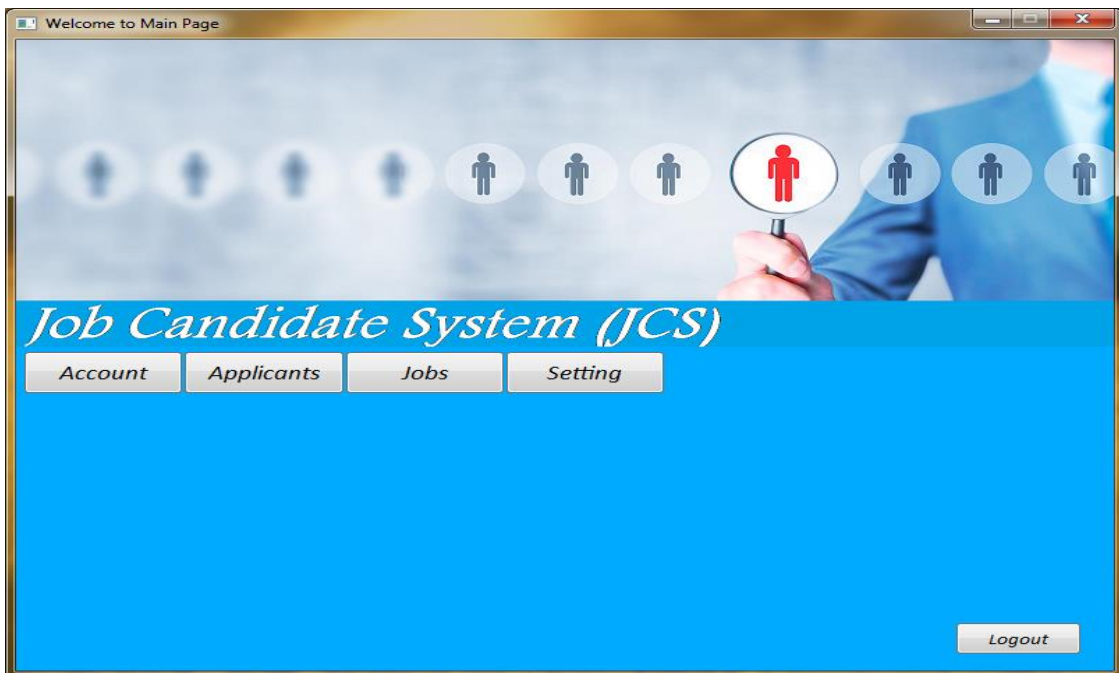 Welcome to Main Page
Job Candidate System (JCS)
Account Applicants Jobs Setting
Logout